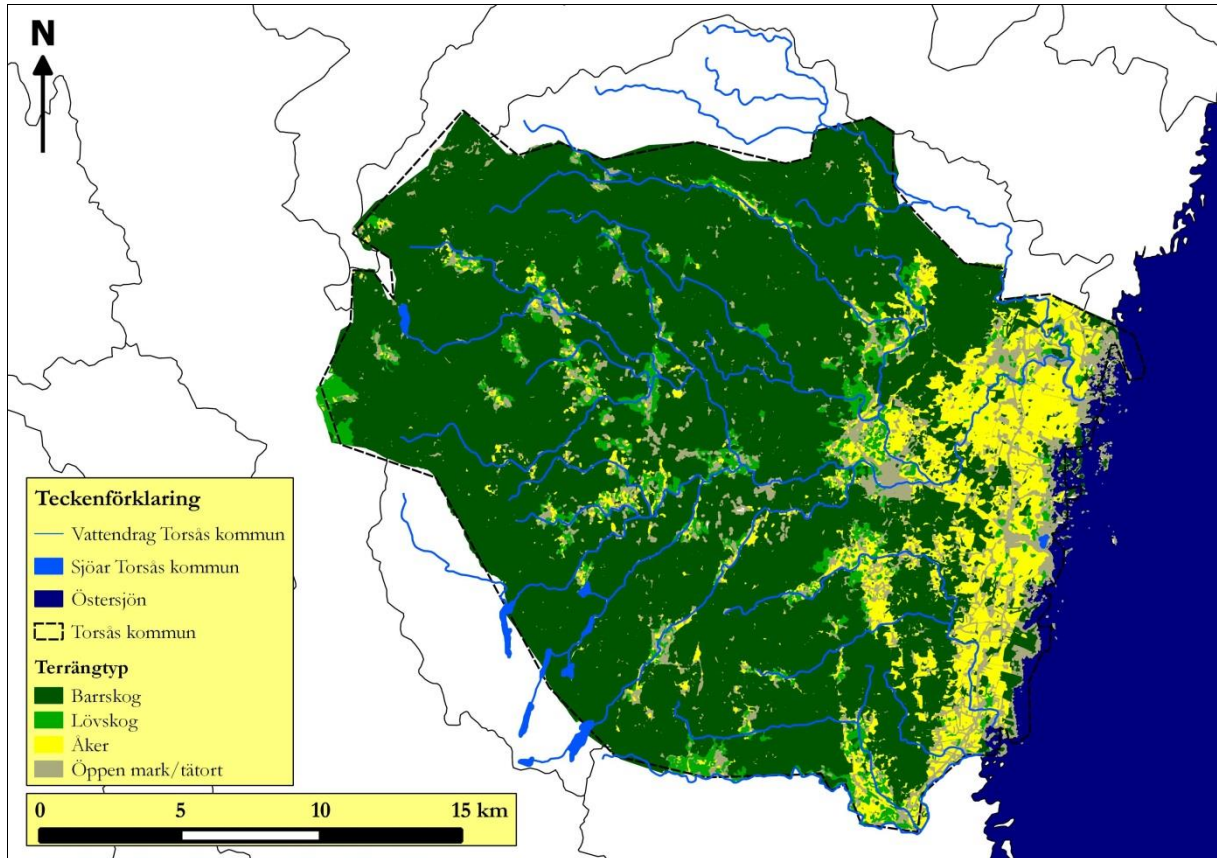 N
Teckenförklaring
Vattendrag Torsås kommun
Sjöar Torsås kommun
Östersjön
Torsås kommun
Terrängtyp
Barrskog
Lövskog
Åker
Öppen mark/tätort
0 5 10 15 km